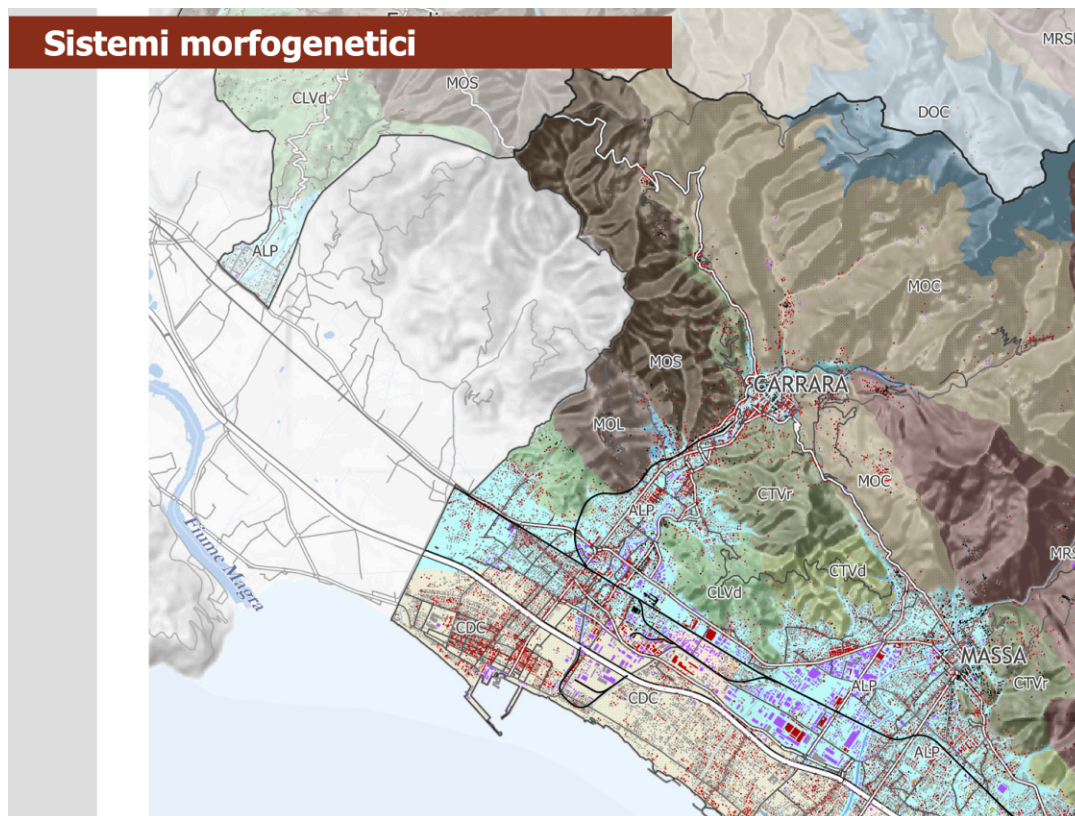 Sistemi morfogenetici
MRSI
MOS
CLVd
DOC
ALP
MOC
MOS
CARRARA
MOL
MOC
CTVr
ALP
Fiume Magra
MRS
CTVd
CLVd
CDC
MASSA
ALP
CTVr
CDC
ALP